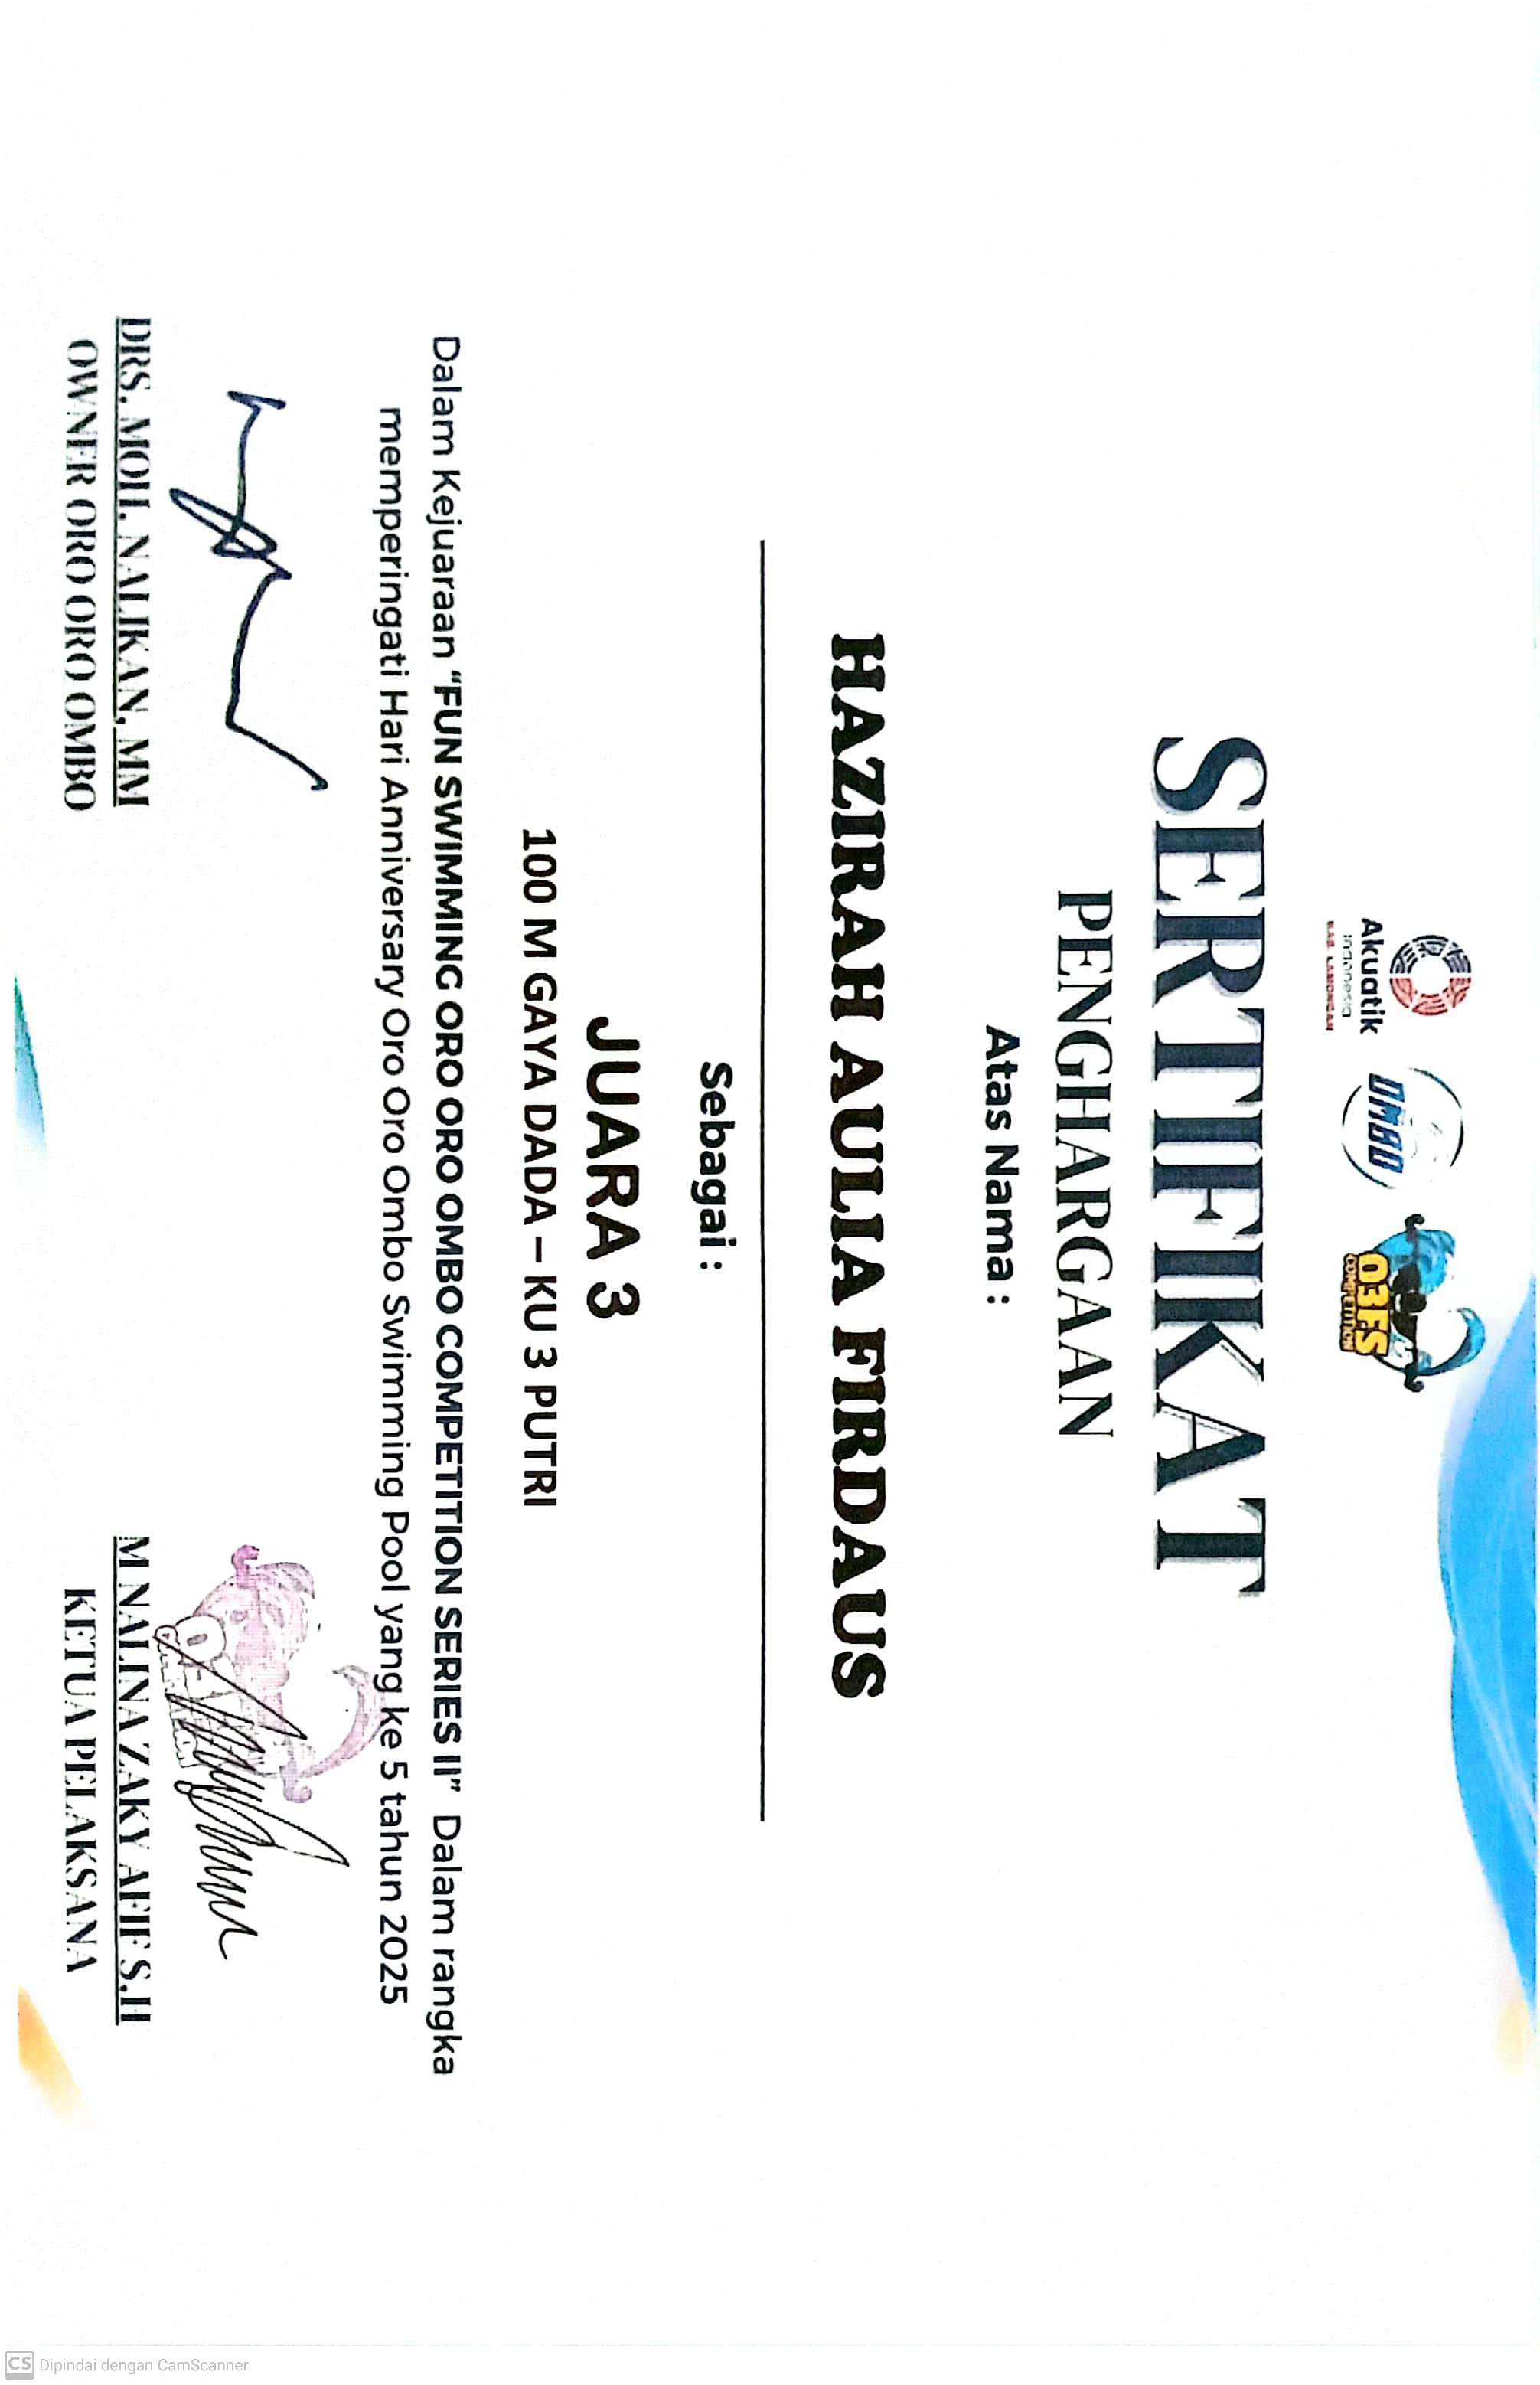 Akuatik
Indonesia
KAB. LAMONGAN
OMBO
O3FS
COMPETITION
SERTIFIKAT
PENGHARGAAN
Atas Nama :
HAZIRAH AULIA FIRDAUS
Sebagai :
JUARA 3
100 M GAYA DADA – KU 3 PUTRI
Dalam Kejuaraan “FUN SWIMMING ORO ORO OMBO COMPETITION SERIES II” Dalam rangka
memperingati Hari Anniversary Oro Oro Ombo Swimming Pool yang ke 5 tahun 2025
DRS. MOH. NALIKAN, MM
OWNER ORO ORO OMBO
M NALINA ZAKY AFIF S.H
KETUA PELAKSANA
CS Dipindai dengan CamScanner